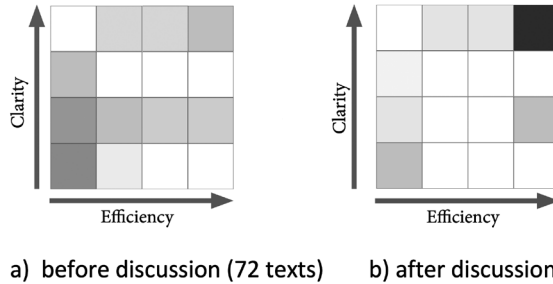 Clarity
Efficiency
Clarity
Efficiency
a) before discussion (72 texts)
b) after discussion